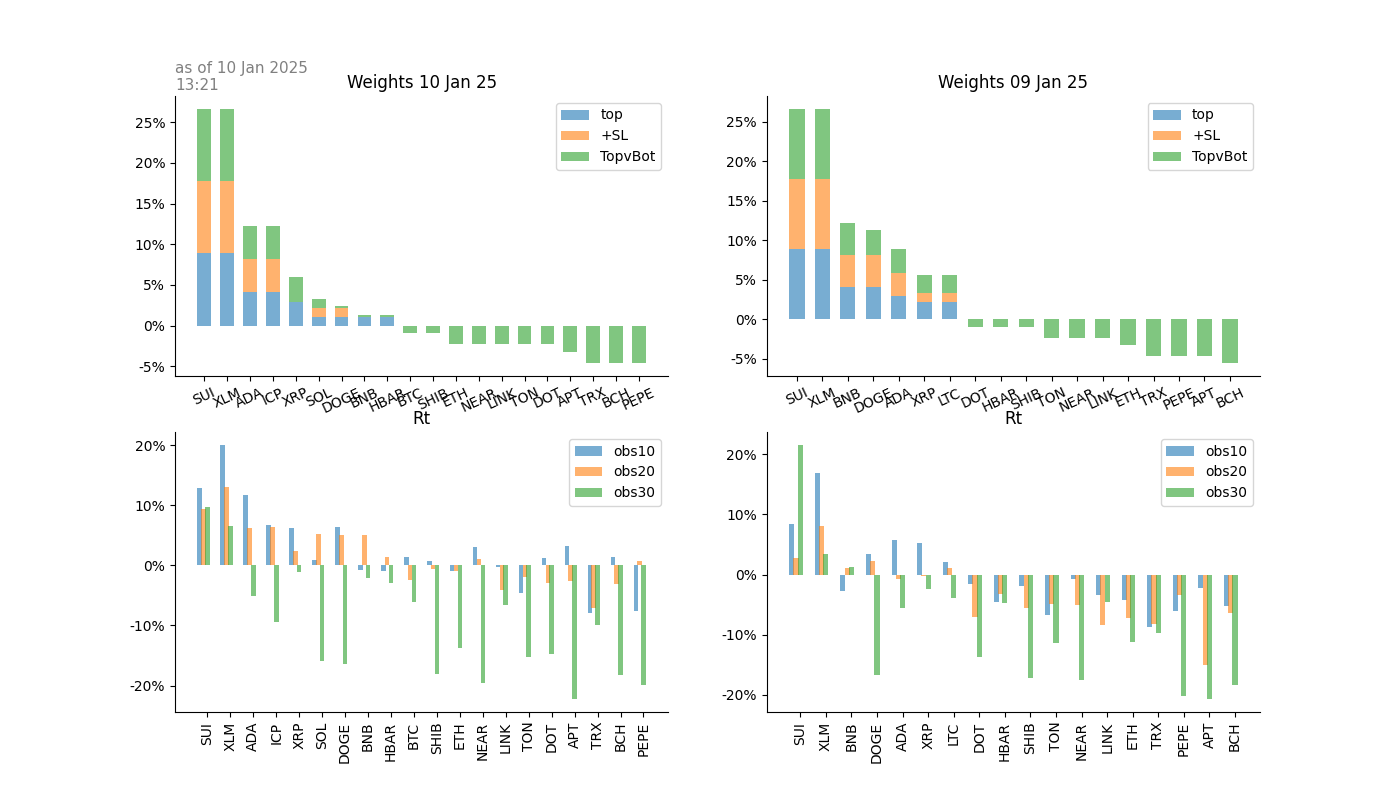 as of 10 Jan 2025
13:21
Weights 10 Jan 25
25%
20%
15%
10%
5%
0%
-5%
top
+SL
TopvBot
SUI XLM ADA ICP XRP SOL DOGE BNB HBAR BTC SHIB ETH NEAR LINK TON DOT APT TRX BCH PEPE
Weights 09 Jan 25
25%
20%
15%
10%
5%
0%
-5%
top
+SL
TopvBot
SUI XLM BNB DOGE ADA XRP LTC DOT HBAR SHIB TON NEAR LINK ETH TRX PEPE APT BCH
Rt
20%
10%
0%
-10%
-20%
obs10
obs20
obs30
SUI XLM ADA ICP XRP SOL DOGE BNB HBAR BTC SHIB ETH NEAR LINK TON DOT APT TRX BCH PEPE
Rt
20%
10%
0%
-10%
-20%
obs10
obs20
obs30
SUI XLM BNB DOGE ADA XRP LTC DOT HBAR SHIB TON NEAR LINK ETH TRX PEPE APT BCH